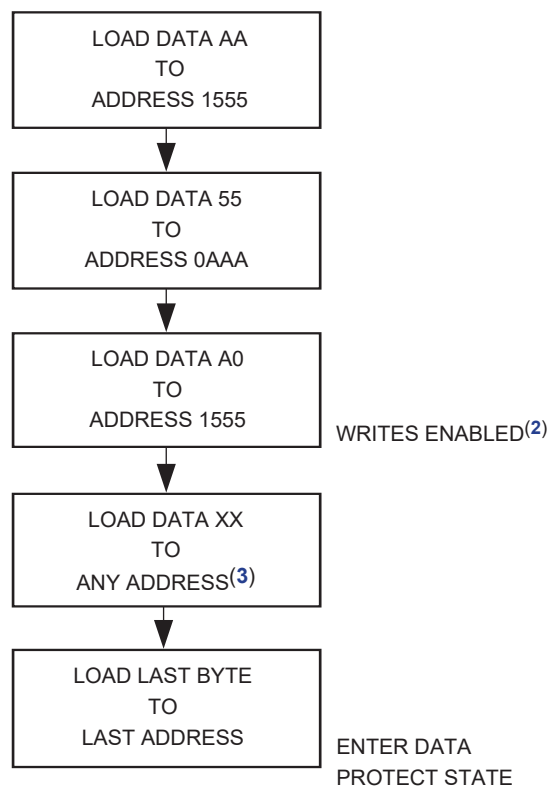 LOAD DATA AA
TO
ADDRESS 1555
LOAD DATA 55
TO
ADDRESS 0AAA
LOAD DATA A0
TO
ADDRESS 1555
WRITES ENABLED(2)
LOAD DATA XX
TO
ANY ADDRESS(3)
LOAD LAST BYTE
TO
LAST ADDRESS
ENTER DATA
PROTECT STATE